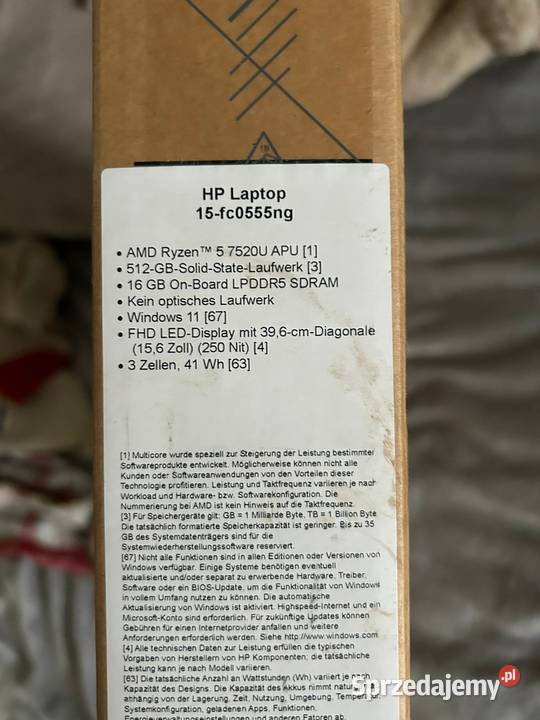 HP Laptop
15-fc0555ng
• AMD Ryzen™ 5 7520U APU [1]
• 512-GB-Solid-State-Laufwerk [3]
• 16 GB On-Board LPDDR5 SDRAM
• Kein optisches Laufwerk
• Windows 11 [67]
• FHD LED-Display mit 39,6-cm-Diagonale
(15,6 Zoll) (250 Nit) [4]
• 3 Zellen, 41 Wh [63]
[1] Multicore wurde speziell zur Steigerung der Leistung bestimmter
Softwareprodukte entwickelt. Möglicherweise können nicht alle
Kunden oder Softwareanwendungen von den Vorteilen dieser
Technologie profitieren. Leistung und Taktfrequenz variieren je nach
Workload und Hardware- bzw. Softwarekonfiguration. Die
Nummerierung bei AMD ist kein Hinweis auf die Taktfrequenz.
[3] Für Speichergeräte gilt: GB = 1 Milliarde Byte, TB = 1 Billion Byte
Die tatsächlich formatierte Speicherkapazität ist geringer. Bis zu 35
GB des Systemdatenträgers sind für die
Systemwiederherstellungssoftware reserviert.
[67] Nicht alle Funktionen sind in allen Editionen oder Versionen von
Windows verfügbar. Einige Systeme benötigen eventuell
aktualisierte und/oder separat zu erwerbende Hardware, Treiber,
Software oder ein BIOS-Update, um die Funktionalität von Windows
in vollem Umfang nutzen zu können. Die automatische
Aktualisierung von Windows ist aktiviert. Highspeed-Internet und ein
Microsoft-Konto sind erforderlich. Für zukünftige Updates können
Gebühren für einen Internetprovider anfallen und weitere
Anforderungen erforderlich werden. Siehe http://www.windows.com
[4] Alle technischen Daten zur Leistung erfüllen die typischen
Vorgaben von Herstellern von HP Komponenten; die tatsächliche
Leistung kann je nach Modell variieren.
[63] Die tatsächliche Anzahl an Wattstunden (Wh) variiert je nach
Kapazität des Designs. Die Kapazität des Akkus nimmt
aufgrund der Lagerung, Zeit, Nutzung, Umgebung,
Systemkonfiguration, geladenen Apps, Funktionen,
Energieverwaltungseinstellungen und anderen Faktoren ab.
Sprzedajemy.pl